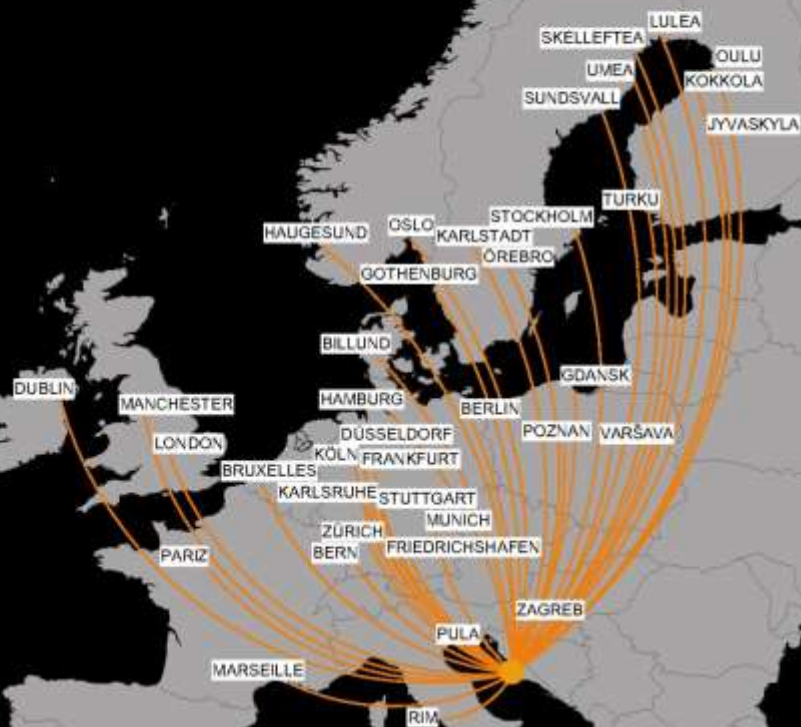 LULEA
SKELLEFTEA
OULU
UMEA
KOKKOLA
SUNDSVALL
JYVASKYLA
TURKU
STOCKHOLM
OSLO
HAUGESUND
KARLSTADT
ÖREBRO
GOTHENBURG
BILLUND
GDANSK
DUBLIN
HAMBURG
MANCHESTER
BERLIN
POZNAN
VARŠAVA
DÜSSELDORF
LONDON
KÖLN
FRANKFURT
BRUXELLES
KARLSRUHE
STUTTGART
MUNICH
ZÜRICH
FRIEDRICHSHAFEN
BERN
PARIZ
ZAGREB
PULA
MARSEILLE
RIM